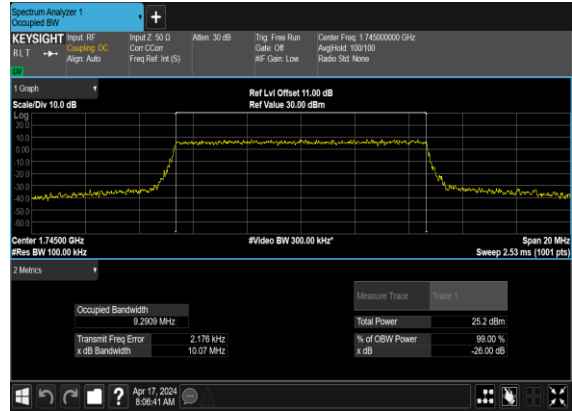 Spectrum Analyzer 1
Occupied BW
KEYSIGHT Input: RF Input Z: 50 Ω Atten: 30 dB Trig: Free Run Center Freq: 1.745000000 GHz
RLT Coupling: DC Corr CCorr Gate: Off Avg|Hold: 100/100
Align: Auto Freq Ref: Int (S) #IF Gain: Low Radio Std: None
1 Graph
Ref Lvl Offset 11.00 dB
Scale/Div 10.0 dB Ref Value 30.00 dBm
Log
20.0
10.0
0.00
-10.0
-20.0
-30.0
-40.0
-50.0
-60.0
Center 1.74500 GHz #Video BW 300.00 kHz* Span 20 MHz
#Res BW 100.00 kHz Sweep 2.53 ms (1001 pts)
2 Metrics
Measure Trace Trace 1
Occupied Bandwidth
9.2909 MHz Total Power 25.2 dBm
Transmit Freq Error 2.176 kHz % of OBW Power 99.00 %
x dB Bandwidth 10.07 MHz x dB -26.00 dB
Apr 17, 2024
8:06:41 AM